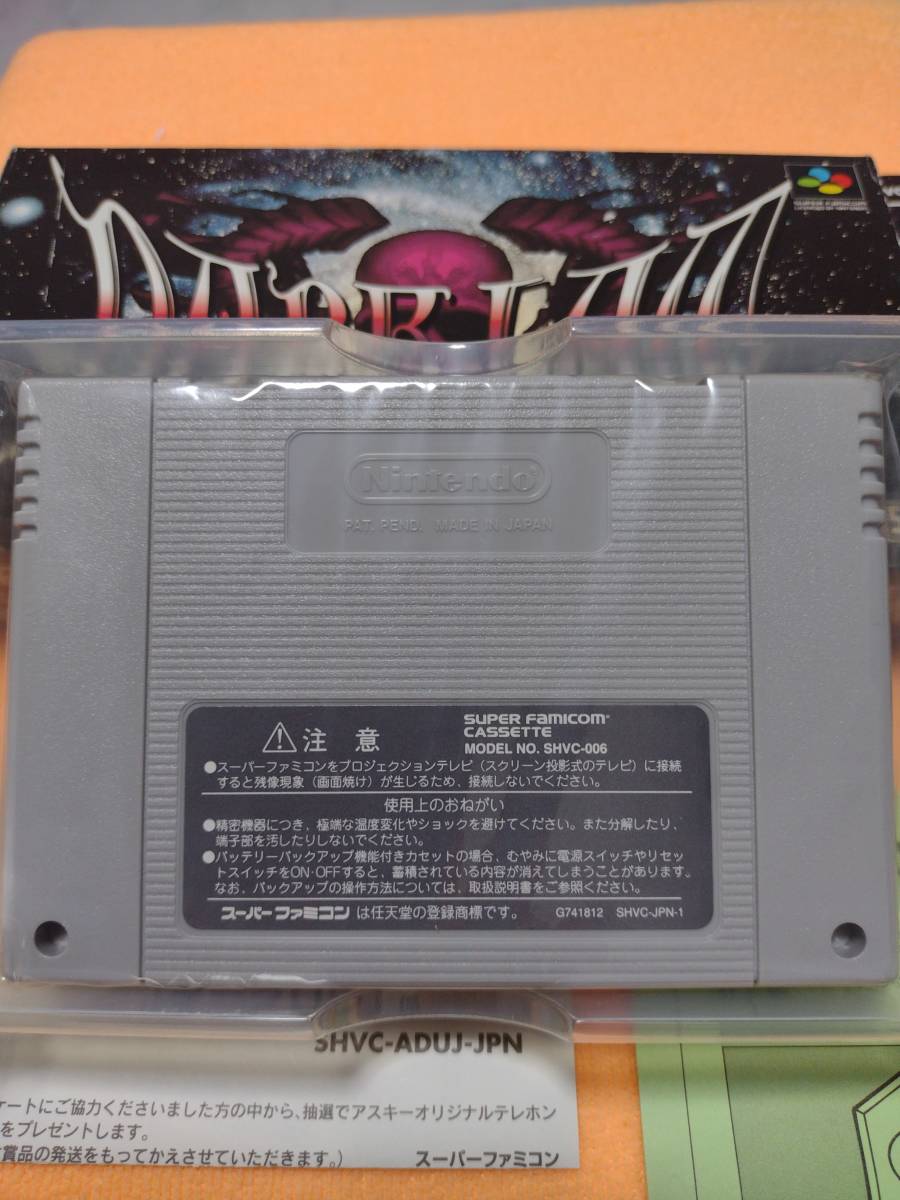 SUPER FAMICOM
Nintendo
PAT. PEND. MADE IN JAPAN
注意
SUPER FAMICOM
CASSETTE
MODEL NO. SHVC-006
●スーパーファミコンをプロジェクションテレビ(スクリーン投影式のテレビ)に接続
すると残像現象(画面焼け)が生じるため、接続しないでください。
使用上のおねがい
●精密機器につき、極端な温度変化やショックを避けてください。また分解したり、
端子部を汚したりしないでください。
●バッテリーバックアップ機能付きカセットの場合、むやみに電源スイッチやリセッ
トスイッチをON・OFFすると、蓄積されている内容が消えてしまうことがあります。
なお、バックアップの操作方法については、取扱説明書をご参照ください。
スーパーファミコン は任天堂の登録商標です。 G741812 SHVC-JPN-1
SHVC-ADUJ-JPN
ケートにご協力くださいました方の中から、抽選でアスキーオリジナルテレホン
をプレゼントします。
賞品の発送をもってかえさせていただきます。) スーパーファミコン